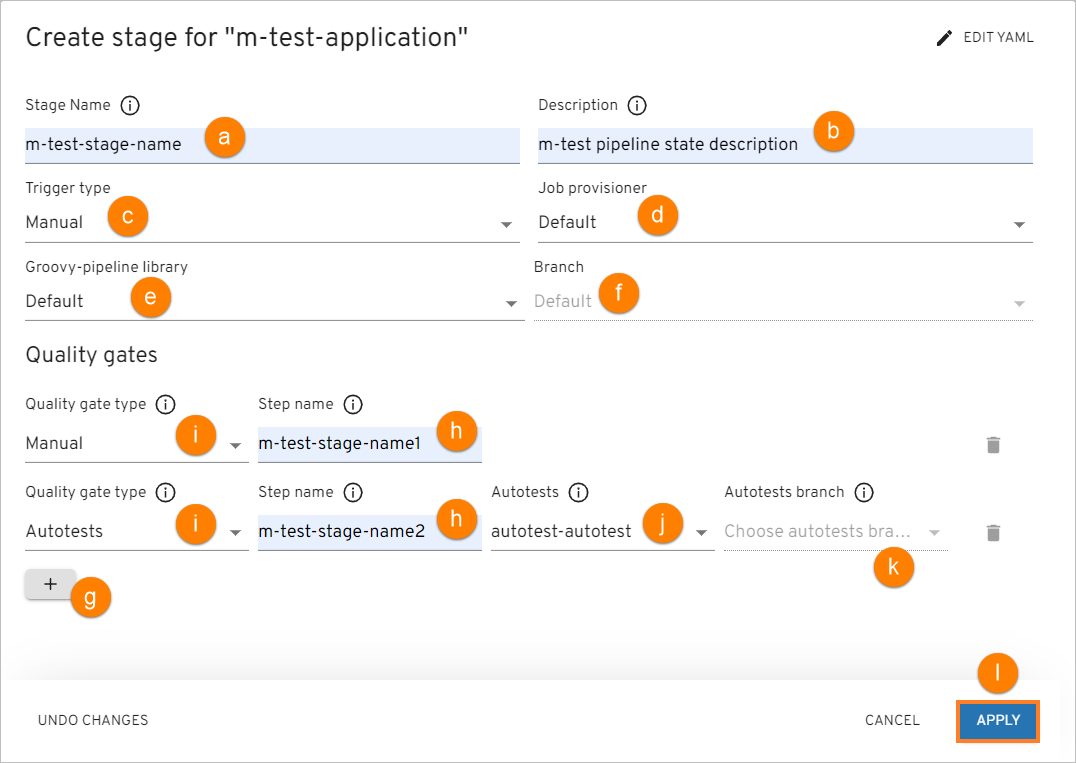 Create stage for "m-test-application"
EDIT YAML
Stage Name i
Description i
m-test-stage-name a
m-test pipeline state description b
Trigger type
Job provisioner
Manual c
Default d
Groovy-pipeline library
Branch
Default e
Default f
Quality gates
Quality gate type i
Step name i
Manual i
m-test-stage-name1 h
Quality gate type i
Step name i
Autotests i
Autotests branch i
Autotests i
m-test-stage-name2 h
autotest-autotest j
Choose autotests bra...
k
+
g
l
UNDO CHANGES
CANCEL
APPLY